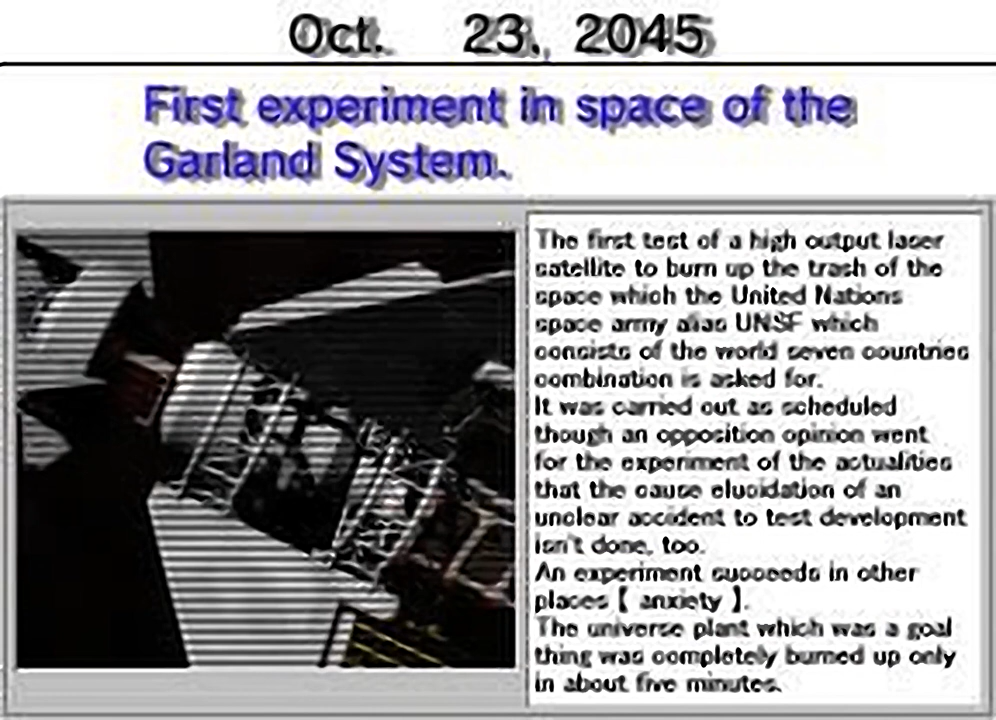 Oct. 23, 2045
First experiment in space of the
Garland System.
The first test of a high output laser
satellite to burn up the trash of the
space which the United Nations
space army alias UNSF which
consists of the world seven countries
combination is asked for.
It was carried out as scheduled
though an opposition opinion went
for the experiment of the actualities
that the cause elucidation of an
unclear accident to test development
isn't done, too.
An experiment succeeds in other
places [ anxiety ].
The universe plant which was a goal
thing was completely burned up only
in about five minutes.